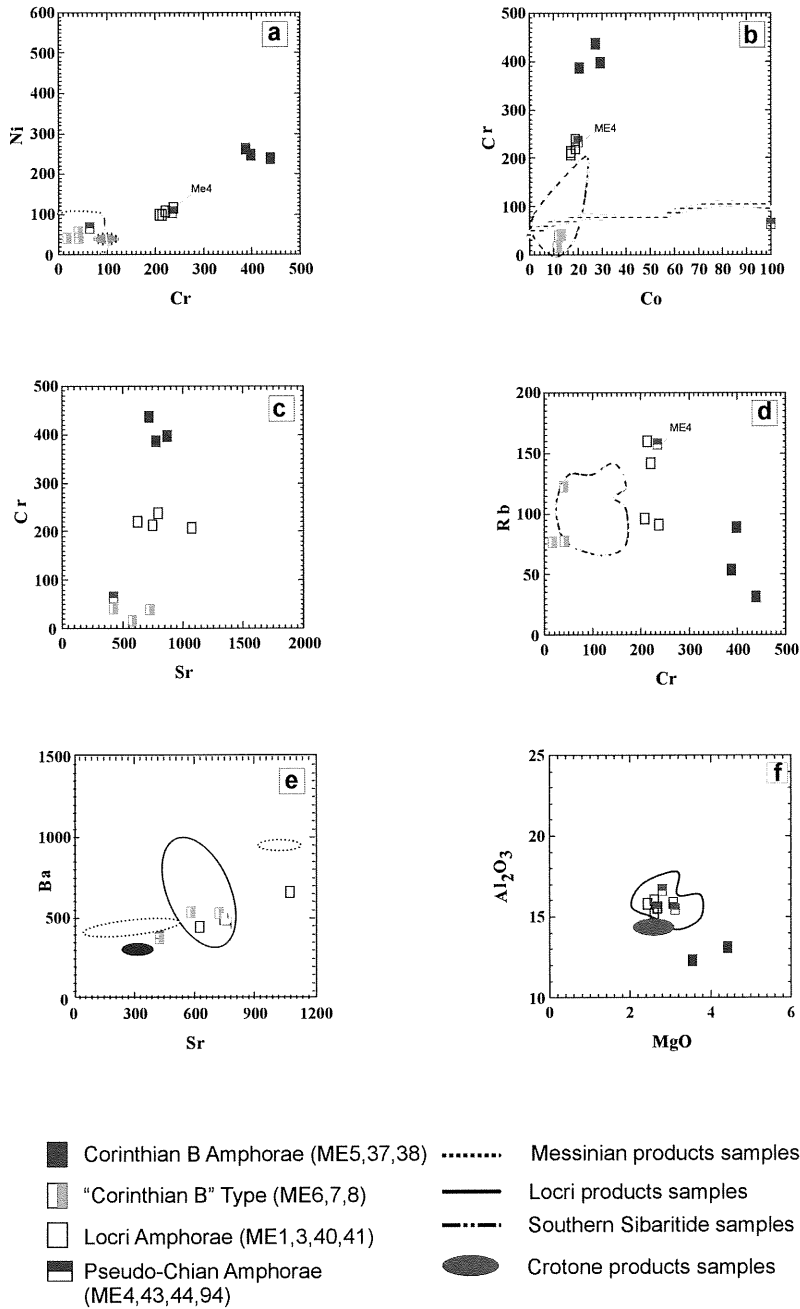 a
600
500
400
300
200
100
0
Ni
Me4
0 100 200 300 400 500
Cr
b
500
400
300
200
100
0
Cr
ME4
0 10 20 30 40 50 60 70 80 90 100
Co
c
500
400
300
200
100
0
Cr
0 500 1000 1500 2000
Sr
d
200
150
100
50
0
Rb
ME4
0 100 200 300 400 500
Cr
e
1500
1000
500
0
Ba
0 300 600 900 1200
Sr
f
25
20
15
10
Al2O3
0 2 4 6
MgO
Corinthian B Amphorae (ME5,37,38)
"Corinthian B" Type (ME6,7,8)
Locri Amphorae (ME1,3,40,41)
Pseudo-Chian Amphorae
(ME4,43,44,94)
Messinian products samples
Locri products samples
Southern Sibaritide samples
Crotone products samples